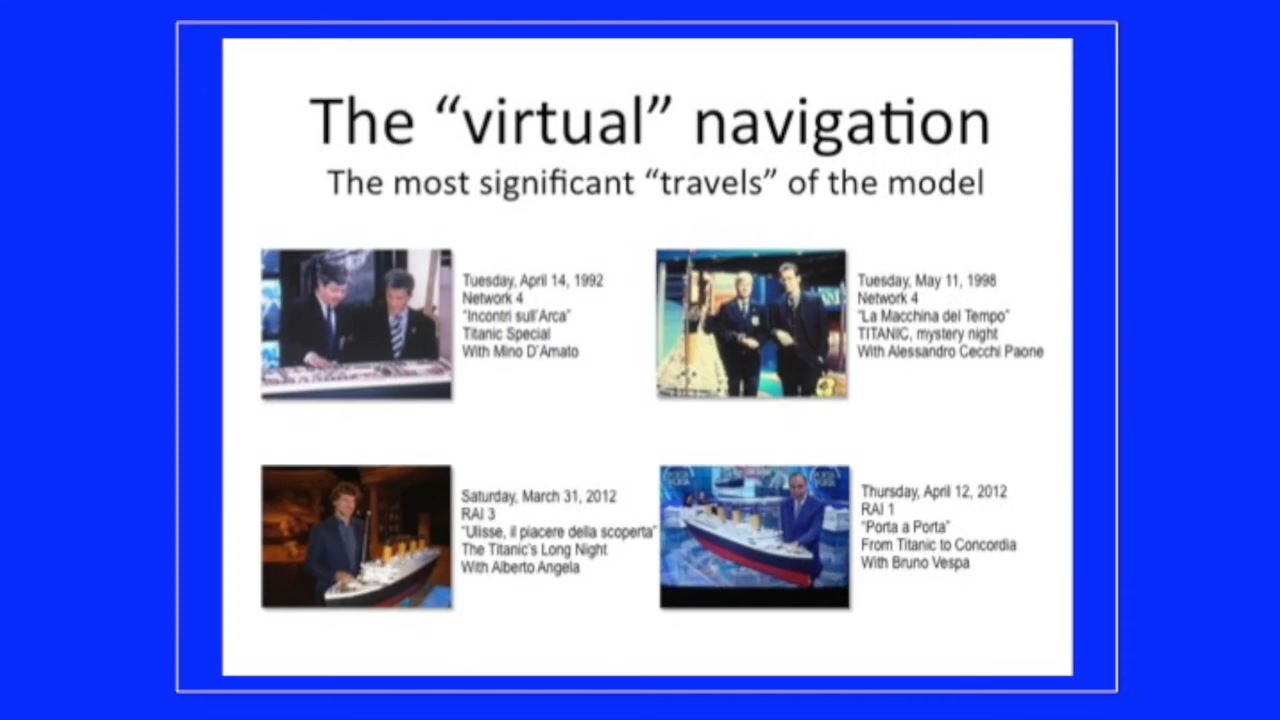 The “virtual” navigation
The most significant “travels” of the model
Tuesday, April 14, 1992
Network 4
“Incontri sull’Arca”
Titanic Special
With Mino D’Amato
Tuesday, May 11, 1998
Network 4
“La Macchina del Tempo”
TITANIC, mystery night
With Alessandro Cecchi Paone
Saturday, March 31, 2012
RAI 3
“Ulisse, il piacere della scoperta”
The Titanic’s Long Night
With Alberto Angela
Thursday, April 12, 2012
RAI 1
“Porta a Porta”
From Titanic to Concordia
With Bruno Vespa